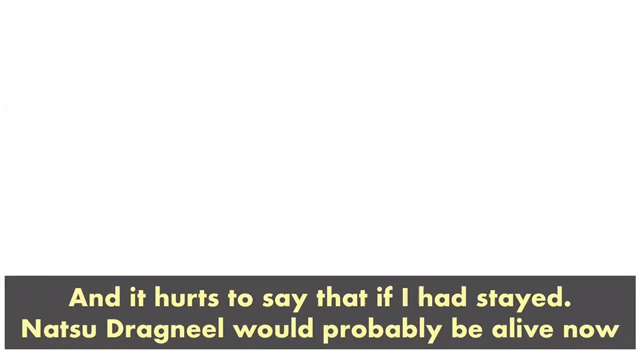 And it hurts to say that if I had stayed.
Natsu Dragneel would probably be alive now